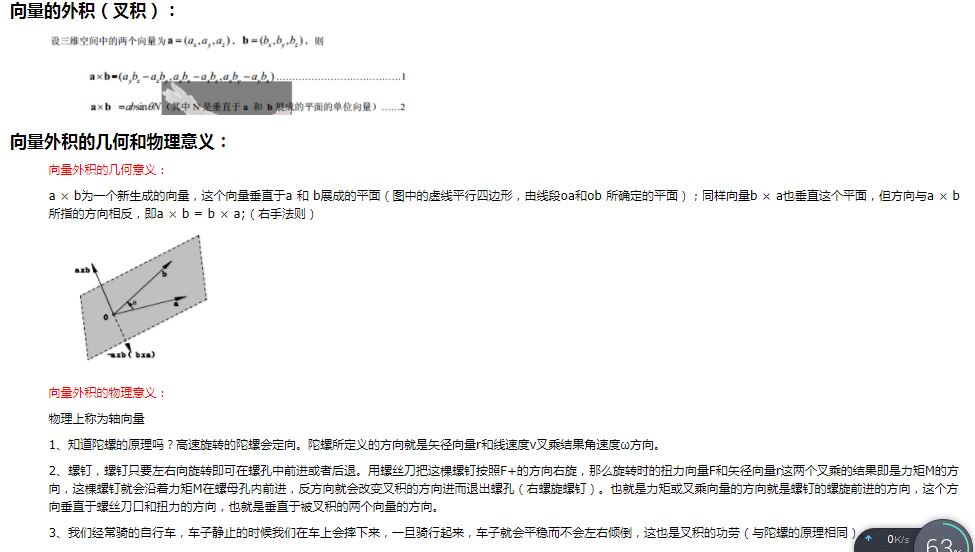 向量的外积（叉积）：
设三维空间中的两个向量为a=(aₓ,aᵧ,a_z)，b=(bₓ,bᵧ,b_z)，则
a×b=(aᵧb_z－a_zbᵧ,a_zbₓ－aₓb_z,aₓbᵧ－aᵧbₓ)……………………………1
a×b =absinθN（其中N是垂直于a 和 b展成的平面的单位向量）……2
向量外积的几何和物理意义：
向量外积的几何意义：
a × b为一个新生成的向量，这个向量垂直于a 和 b展成的平面（图中的虚线平行四边形，由线段oa和ob 所确定的平面）；同样向量b × a也垂直这个平面，但方向与a × b
所指的方向相反，即a × b = b × a;（右手法则）
axb
b
θ
a
O
-axb(bxa)
向量外积的物理意义：
物理上称为轴向量
1、知道陀螺的原理吗？高速旋转的陀螺会定向。陀螺所定义的方向就是矢径向量r和线速度v叉乘结果角速度ω方向。
2、螺钉，螺钉只要左右向旋转即可在螺孔中前进或者后退。用螺丝刀把这棵螺钉按照F+的方向右旋，那么旋转时的扭力向量F和矢径向量r这两个叉乘的结果即是力矩M的方
向，这棵螺钉就会沿着力矩M在螺母孔内前进，反方向就会改变叉积的方向进而退出螺孔（右螺旋螺钉）。也就是力矩或叉乘向量的方向就是螺钉的螺旋前进的方向，这个方
向垂直于螺丝刀口和扭力的方向，也就是垂直于被叉积的两个向量的方向。
3、我们经常骑的自行车，车子静止的时候我们在车上会摔下来，一旦骑行起来，车子就会平稳而不会左右倾倒，这也是叉积的功劳（与陀螺的原理相同）
0K/s
63%